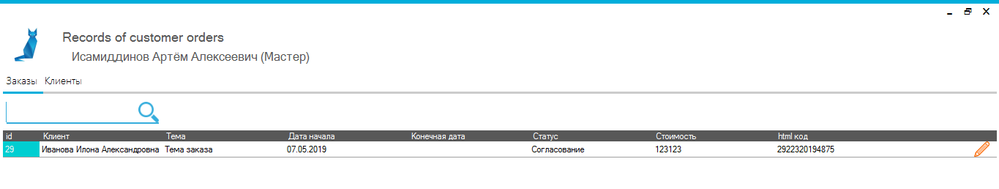 Records of customer orders
Исамиддинов Артём Алексеевич (Мастер)
Заказы Клиенты
id Клиент Тема Дата начала Конечная дата Статус Стоимость html код
29 Иванова Илона Александровна Тема заказа 07.05.2019 Согласование 123123 2922320194875